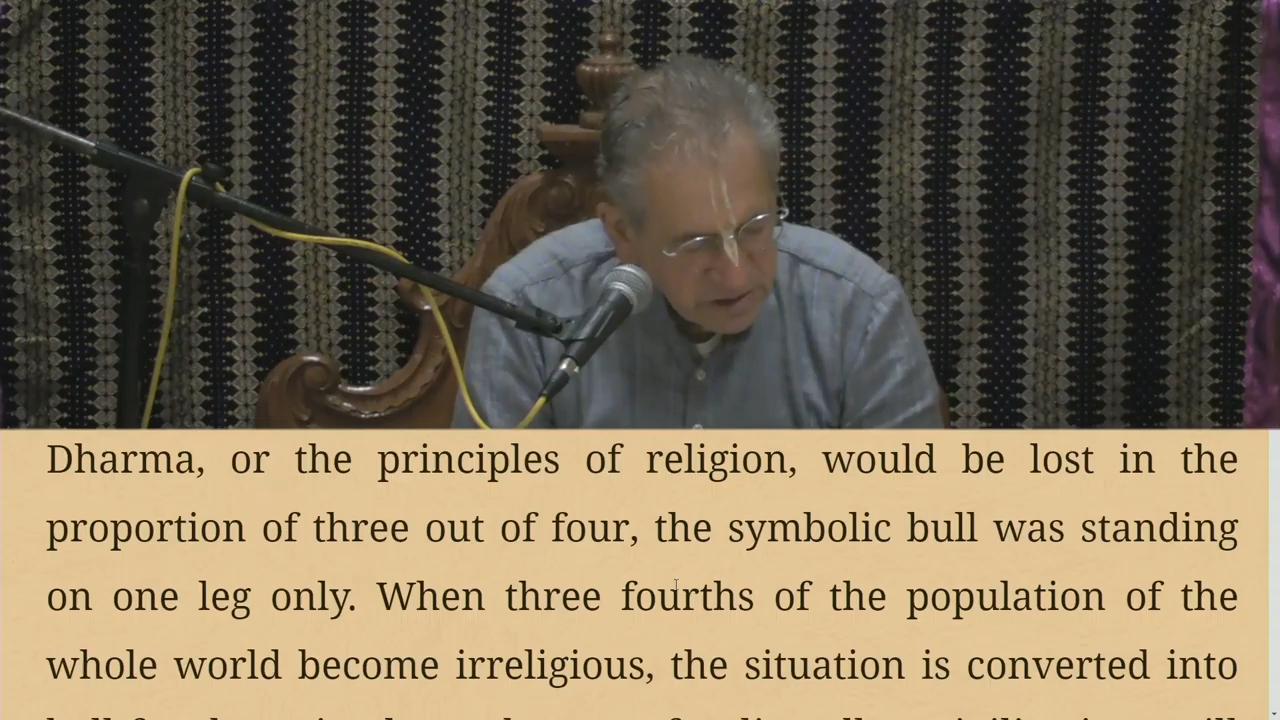 Dharma, or the principles of religion, would be lost in the
proportion of three out of four, the symbolic bull was standing
on one leg only. When three fourths of the population of the
whole world become irreligious, the situation is converted into